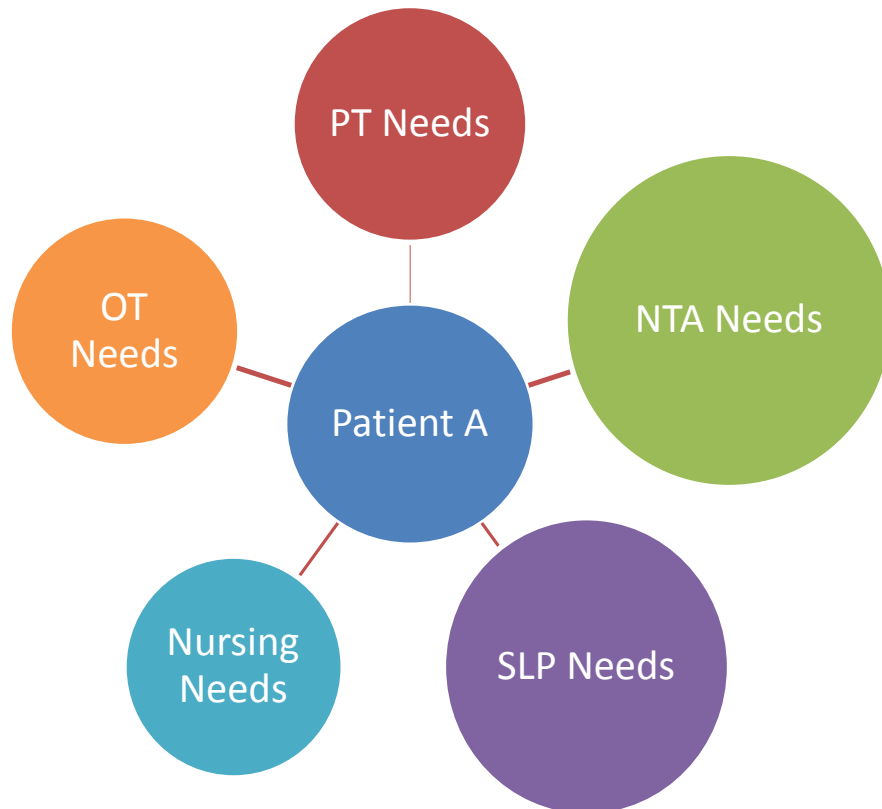 PT Needs
NTA Needs
OT
Needs
Patient A
Nursing
Needs
SLP Needs